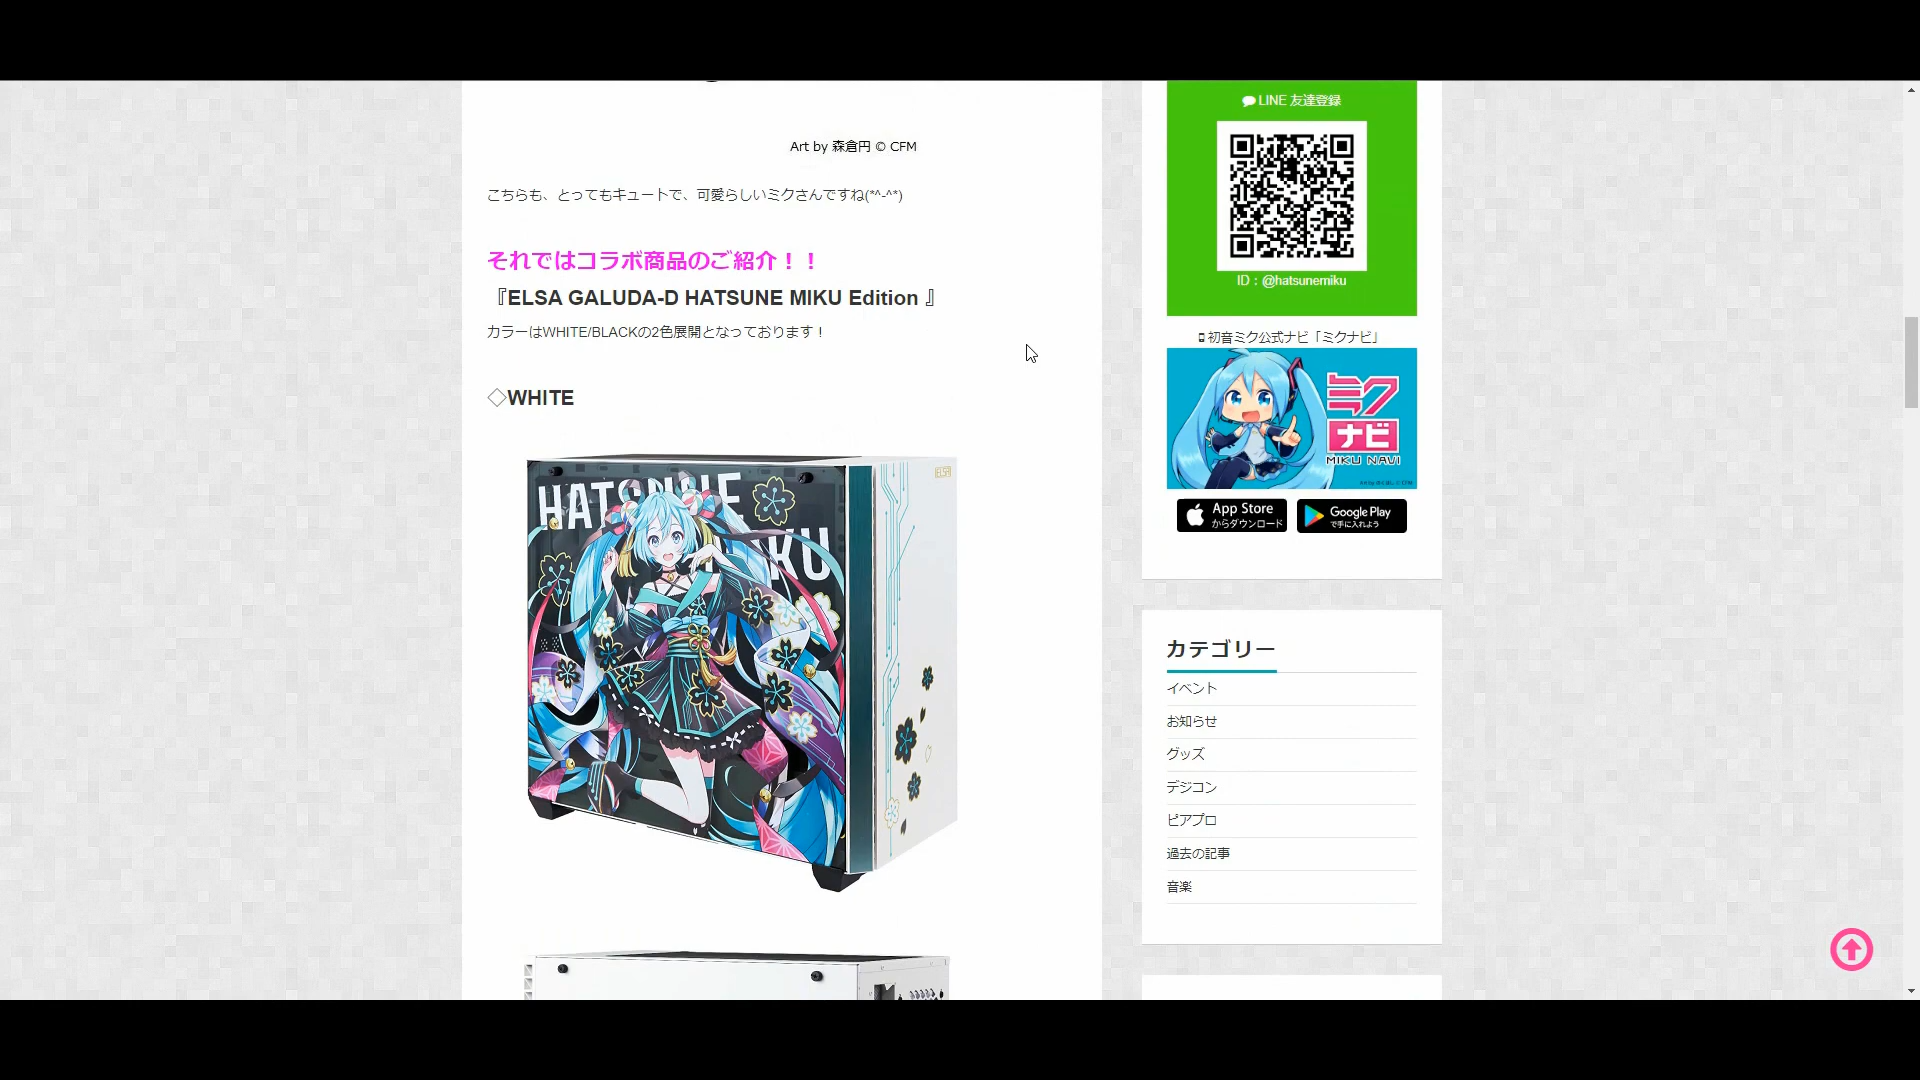 Art by 森倉円 © CFM
こちらも、とってもキュートで、可愛らしいミクさんですね(*^-^*)
それではコラボ商品のご紹介！！
『ELSA GALUDA-D HATSUNE MIKU Edition 』
カラーはWHITE/BLACKの2色展開となっております！
◇WHITE
HATSUNE
MIKU
ELSA
LINE 友達登録
ID：@hatsunemiku
初音ミク公式ナビ「ミクナビ」
ミク
ナビ
MIKU NAVI
App Store
からダウンロード
Google Play
で手に入れよう
カテゴリー
イベント
お知らせ
グッズ
デジコン
ピアプロ
過去の記事
音楽